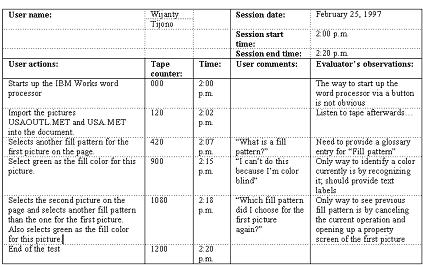 User name: Wijanty Session date: February 25, 1997
Tijono
Session start 2:00 p.m.
time:
Session end time: 2:20 p.m.
User actions: Tape Time: User comments: Evaluator's observations:
counter:
Starts up the IBM Works word 000 2:00 The way to start up the
processor p.m. word processor via a button
is not obvious
Import the pictures 120 2:02 Listen to tape afterwards...
USAOUTL.MET and USA.MET p.m.
into the document.
Selects another fill pattern for the 420 2:07 "What is a fill Need to provide a glossary
first picture on the page. p.m. pattern?" entry for "Fill pattern"
Select green as the fill color for this 900 2:15 "I can't do this Only way to identify a color
picture. p.m. because I'm color currently is by recognizing
blind" it; should provide text
labels
Selects the second picture on the 1080 2:18 "Which fill pattern Only way to see previous
page and selects another fill pattern p.m. did I choose for the fill pattern is by canceling
than the one for the first picture. first picture the current operation and
Also selects green as the fill color again?" opening up a property
for this picture. screen of the first picture
End of the test 1200 2:20
p.m.